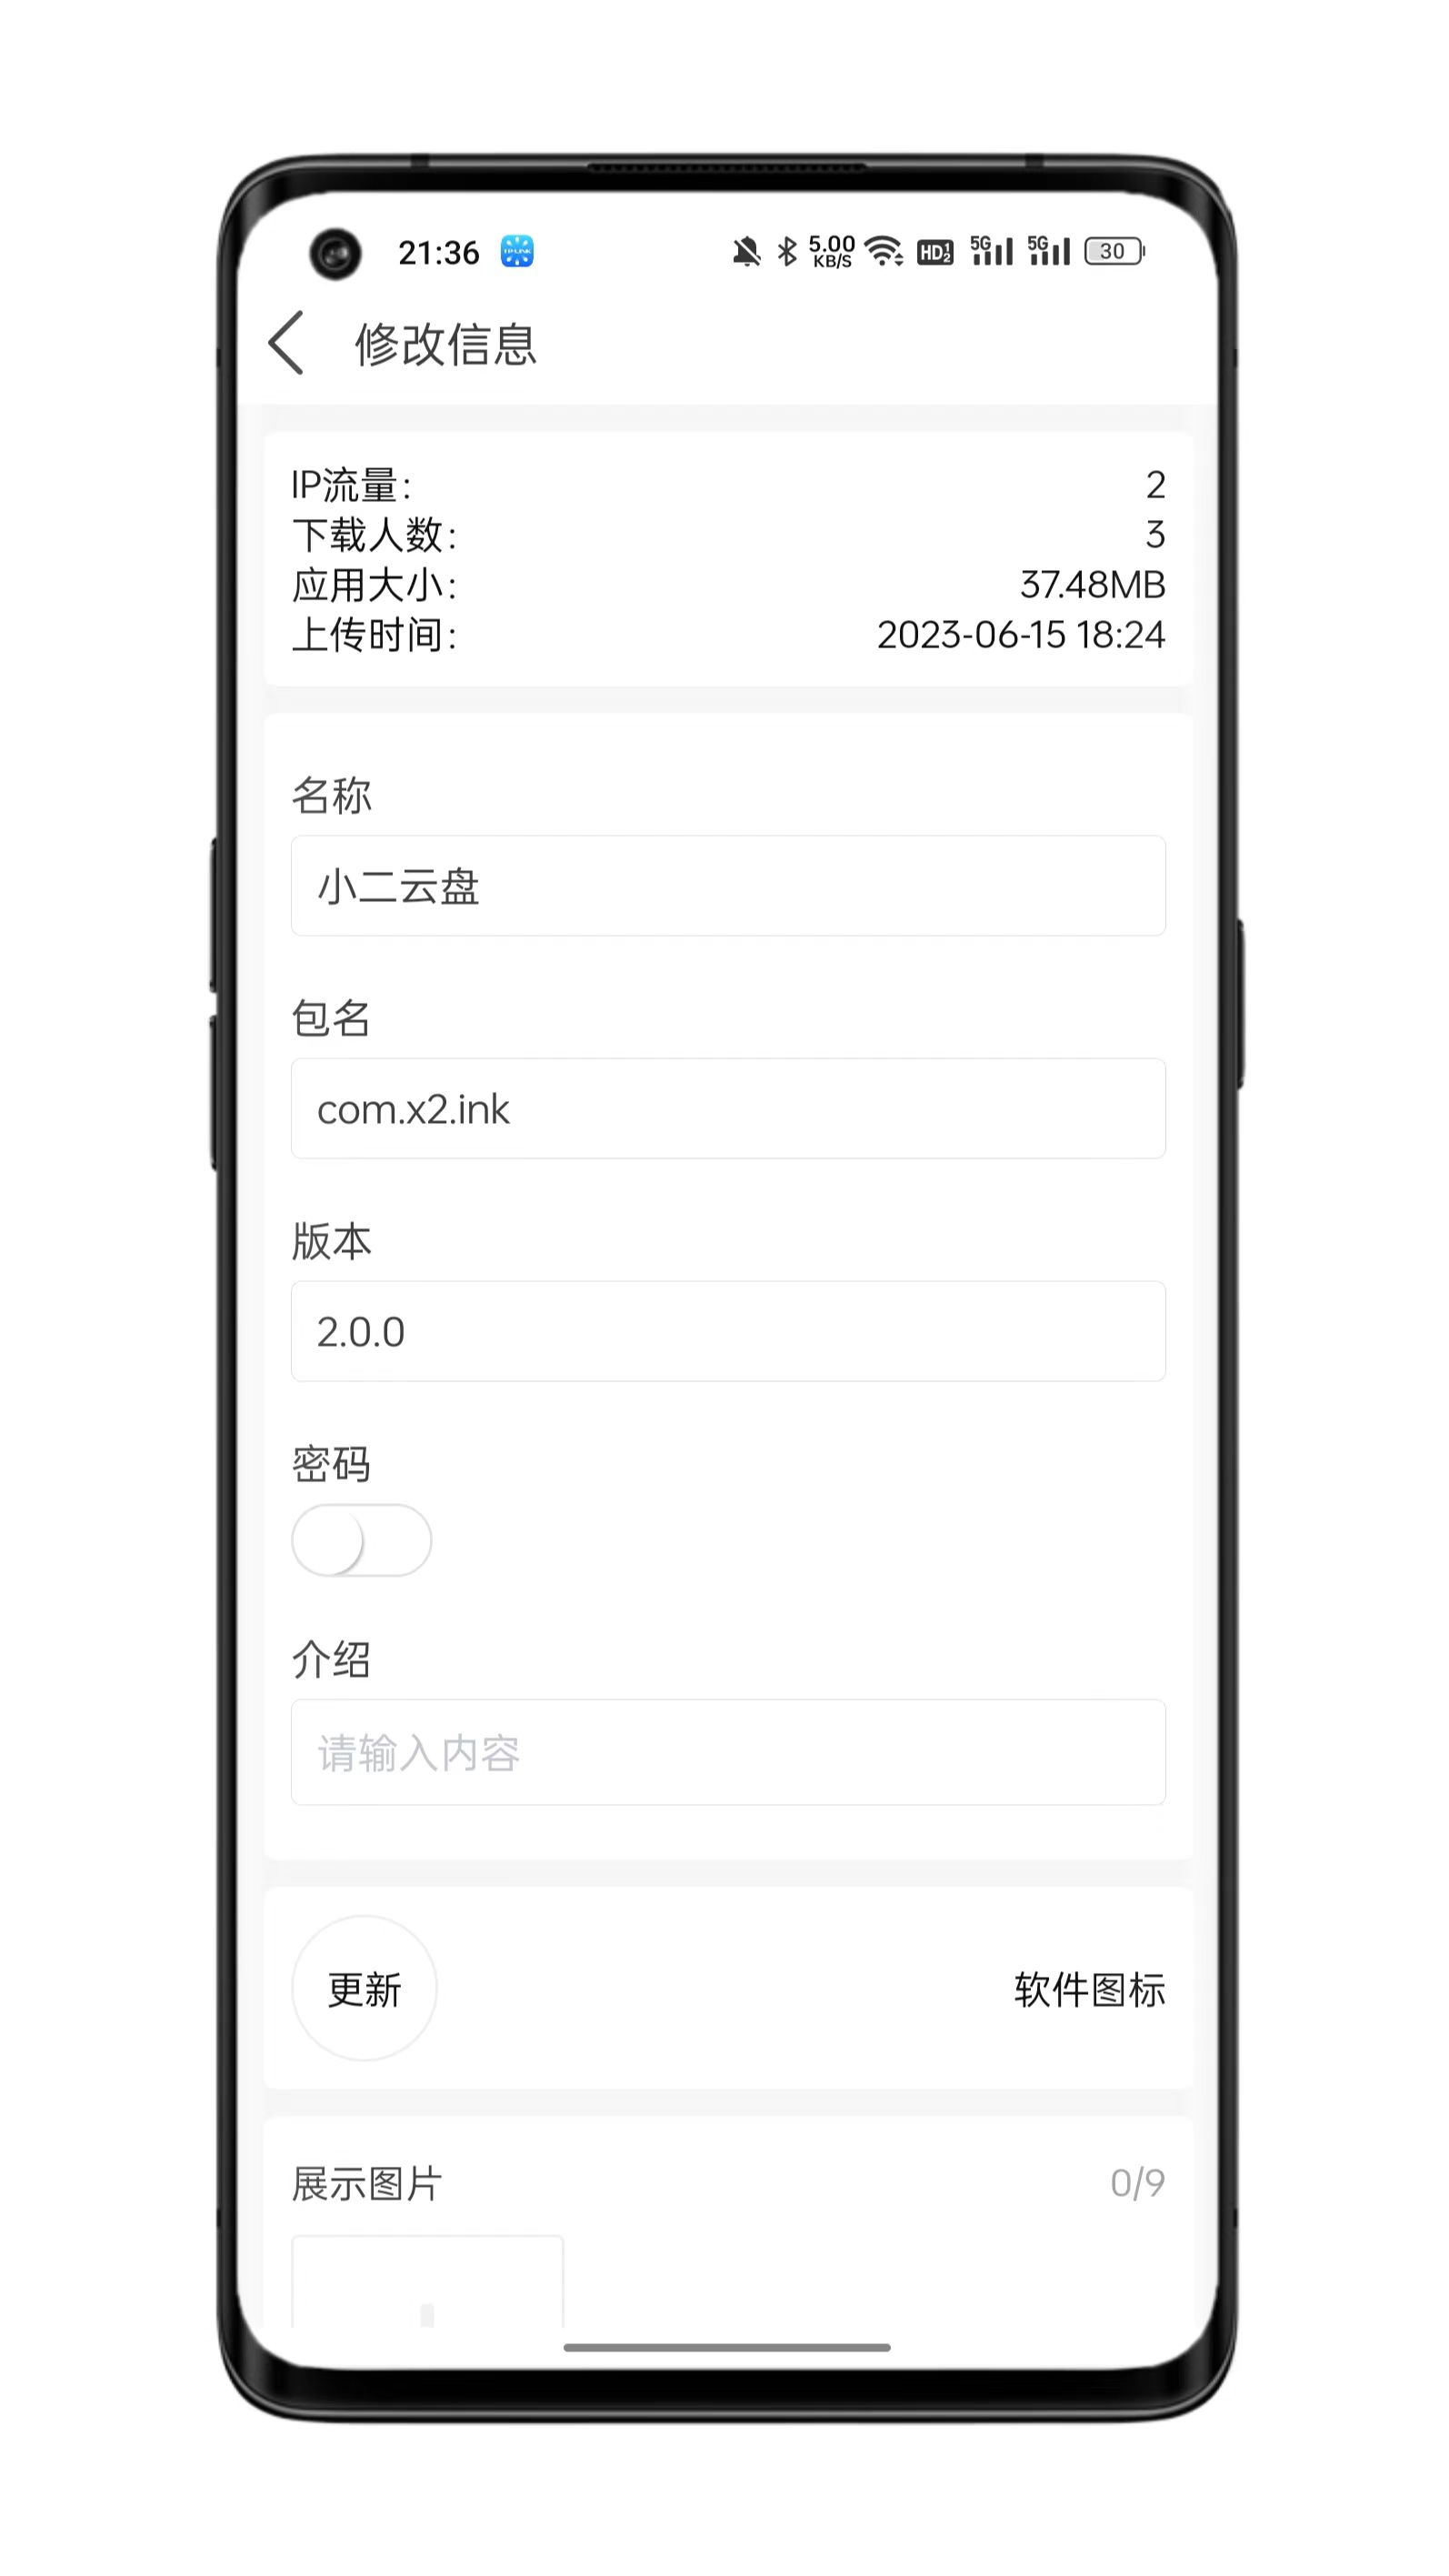 21:36
5.00
KB/S
HD 1 2
5G
5G
30
修改信息
IP流量:
2
下载人数:
3
应用大小:
37.48MB
上传时间:
2023-06-15 18:24
名称
小二云盘
包名
com.x2.ink
版本
2.0.0
密码
介绍
请输入内容
更新
软件图标
展示图片
0/9